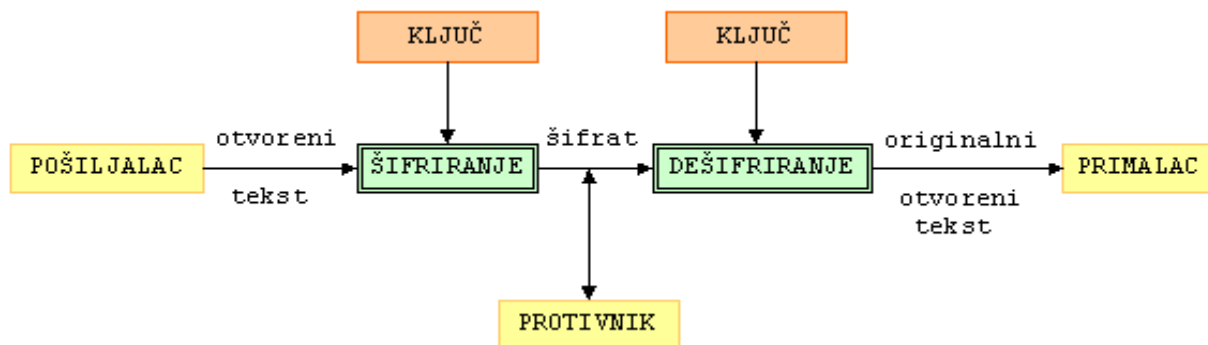 KLJUČ
KLJUČ
otvoreni
šifrat
originalni
POŠILJALAC
ŠIFRIRANJE
DEŠIFRIRANJE
PRIMALAC
tekst
otvoreni
tekst
PROTIVNIK